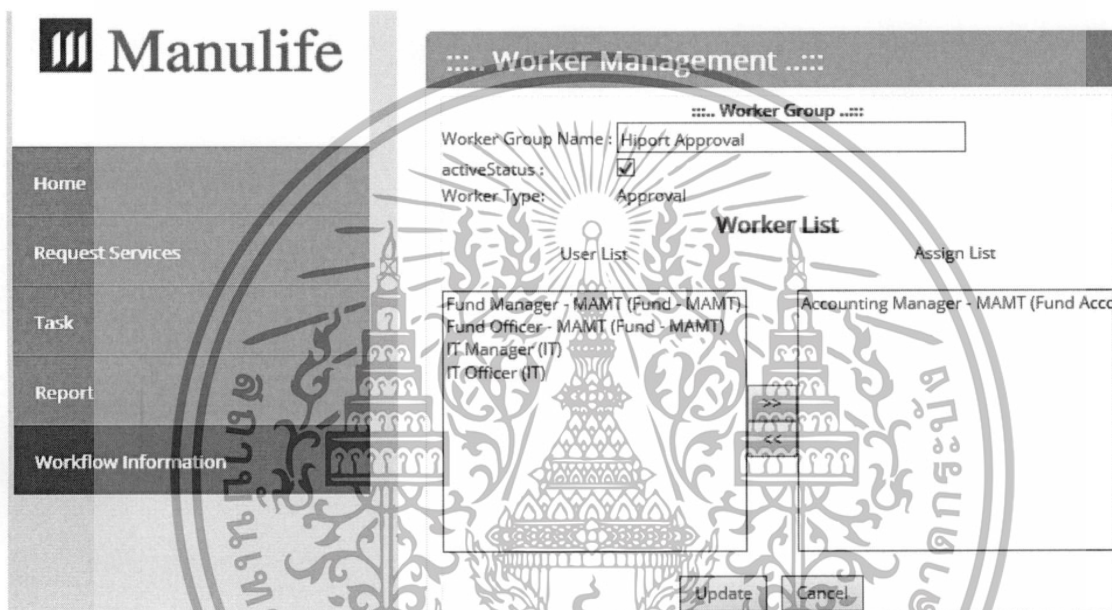 Manulife
Home
Request Services
Task
Report
Workflow Information
:::.. Worker Management ..:::
:::.. Worker Group ..:::
Worker Group Name : Hiport Approval
activeStatus :
Worker Type: Approval
Worker List
User List Assign List
Fund Manager - MAMT (Fund - MAMT)
Fund Officer - MAMT (Fund - MAMT)
IT Manager (IT)
IT Officer (IT)
Accounting Manager - MAMT (Fund Acco
>>
<<
Update Cancel